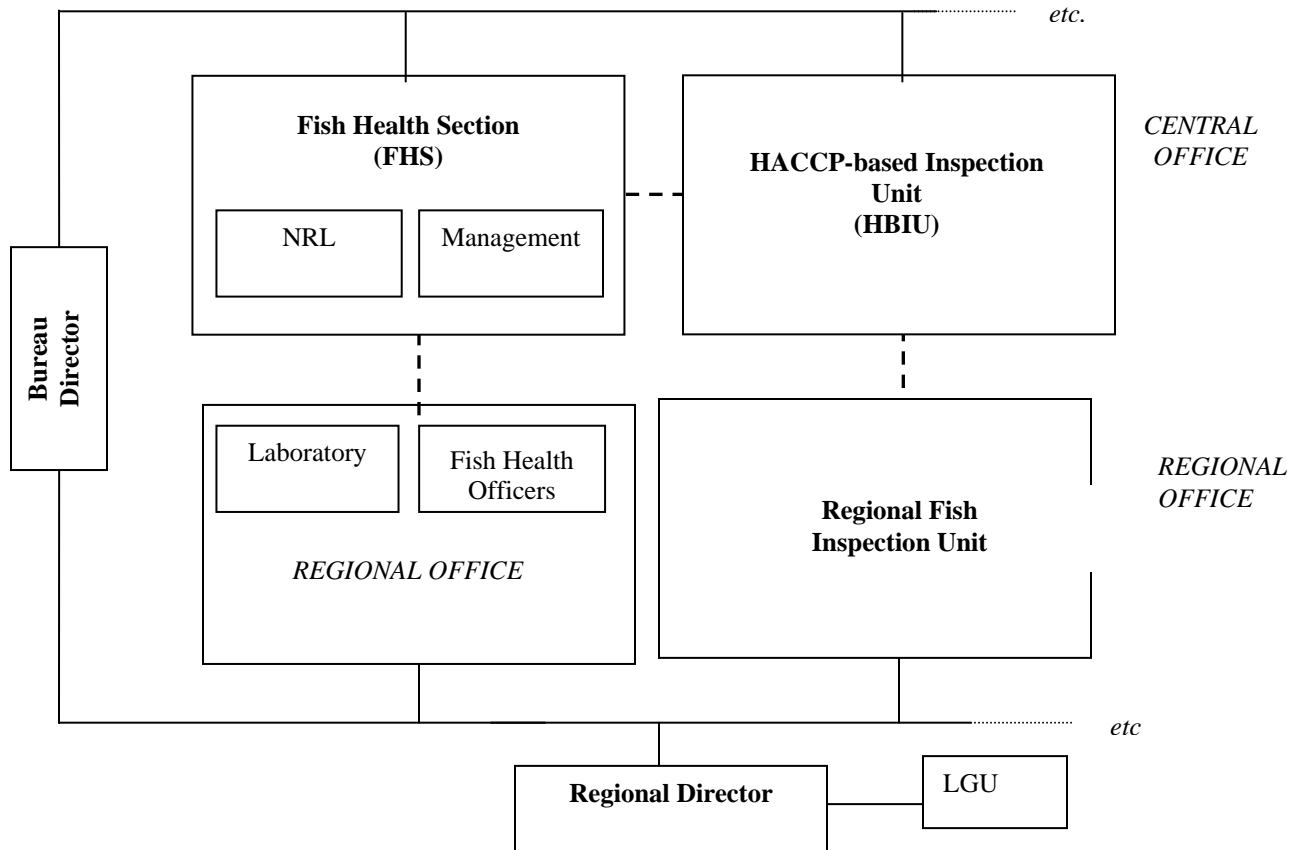 etc.
Fish Health Section
(FHS)
NRL
Management
HACCP-based Inspection
Unit
(HBIU)
CENTRAL
OFFICE
Bureau
Director
Laboratory
Fish Health
Officers
REGIONAL OFFICE
Regional Fish
Inspection Unit
REGIONAL
OFFICE
etc
Regional Director
LGU